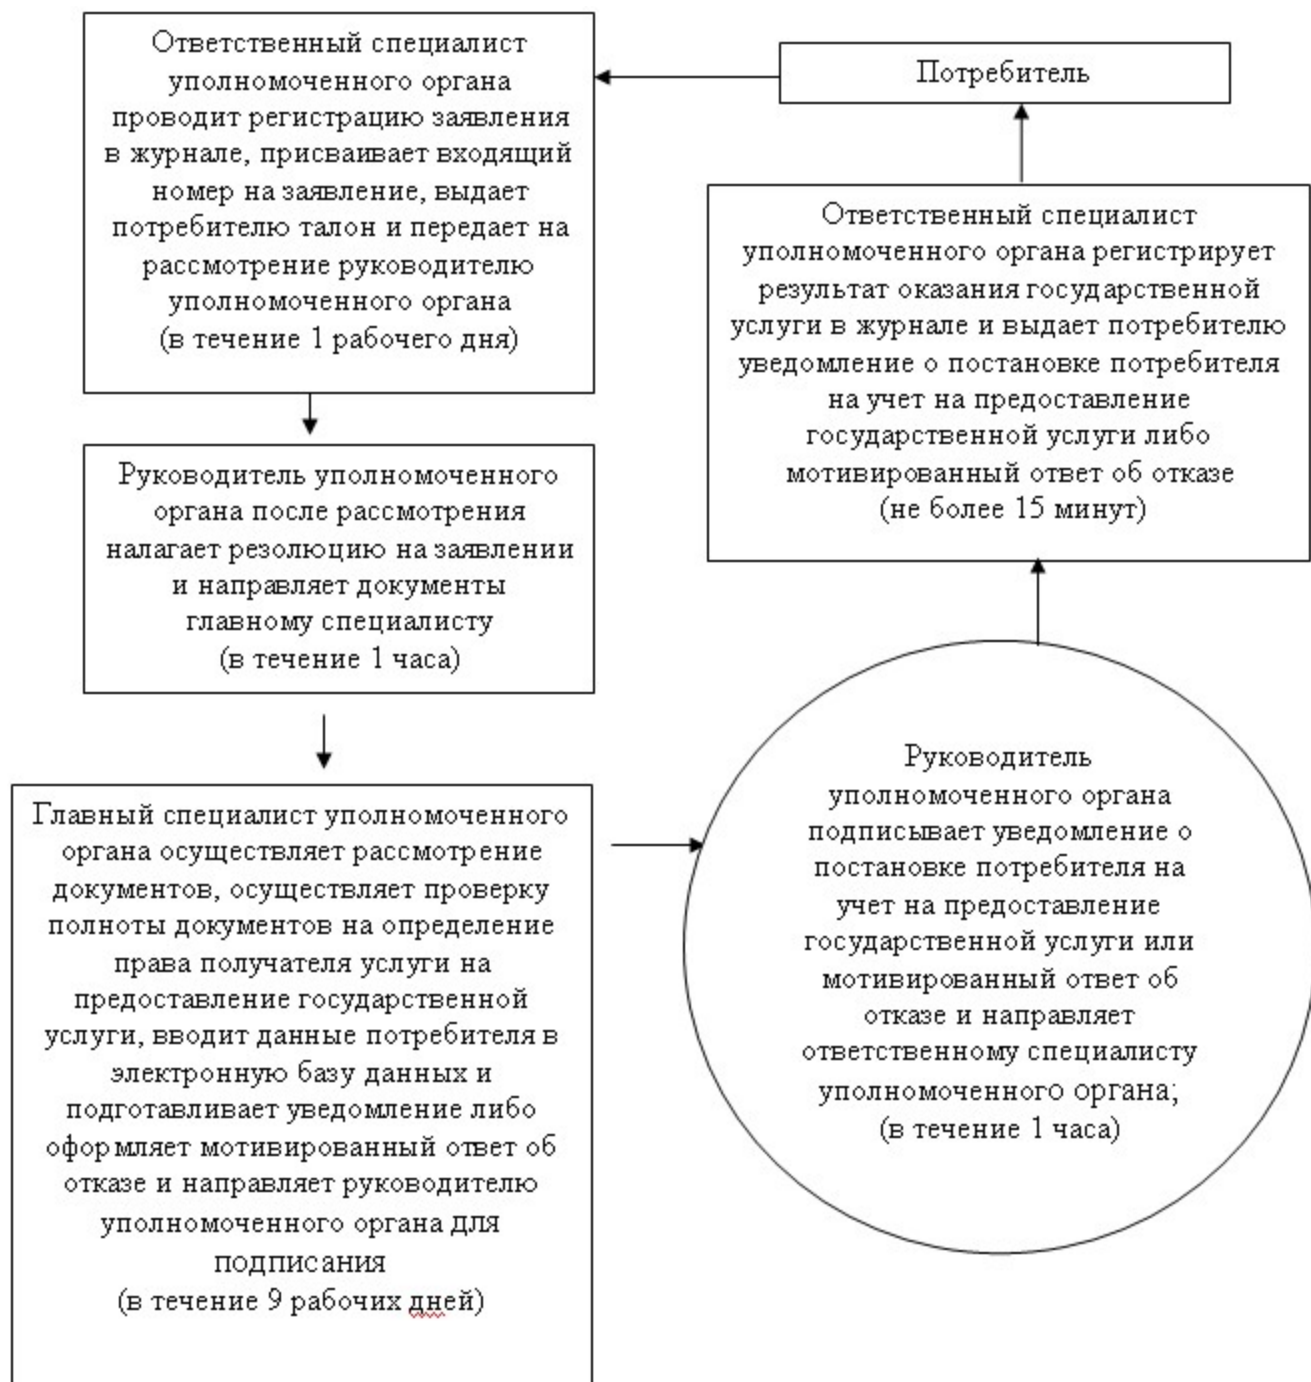 Потребитель
Ответственный специалист
уполномоченного органа
проводит регистрацию заявления
в журнале, присваивает входящий
номер на заявление, выдает
потребителю талон и передает на
рассмотрение руководителю
уполномоченного органа
(в течение 1 рабочего дня)
Руководитель уполномоченного
органа после рассмотрения
налагает резолюцию на заявлении
и направляет документы
главному специалисту
(в течение 1 часа)
Главный специалист уполномоченного
органа осуществляет рассмотрение
документов, осуществляет проверку
полноты документов на определение
права получателя услуги на
предоставление государственной
услуги, вводит данные потребителя в
электронную базу данных и
подготавливает уведомление либо
оформляет мотивированный ответ об
отказе и направляет руководителю
уполномоченного органа для
подписания
(в течение 9 рабочих дней)
Руководитель
уполномоченного органа
подписывает уведомление о
постановке потребителя на
учет на предоставление
государственной услуги или
мотивированный ответ об
отказе и направляет
ответственному специалисту
уполномоченного органа;
(в течение 1 часа)
Ответственный специалист
уполномоченного органа регистрирует
результат оказания государственной
услуги в журнале и выдает потребителю
уведомление о постановке потребителя
на учет на предоставление
государственной услуги либо
мотивированный ответ об отказе
(не более 15 минут)